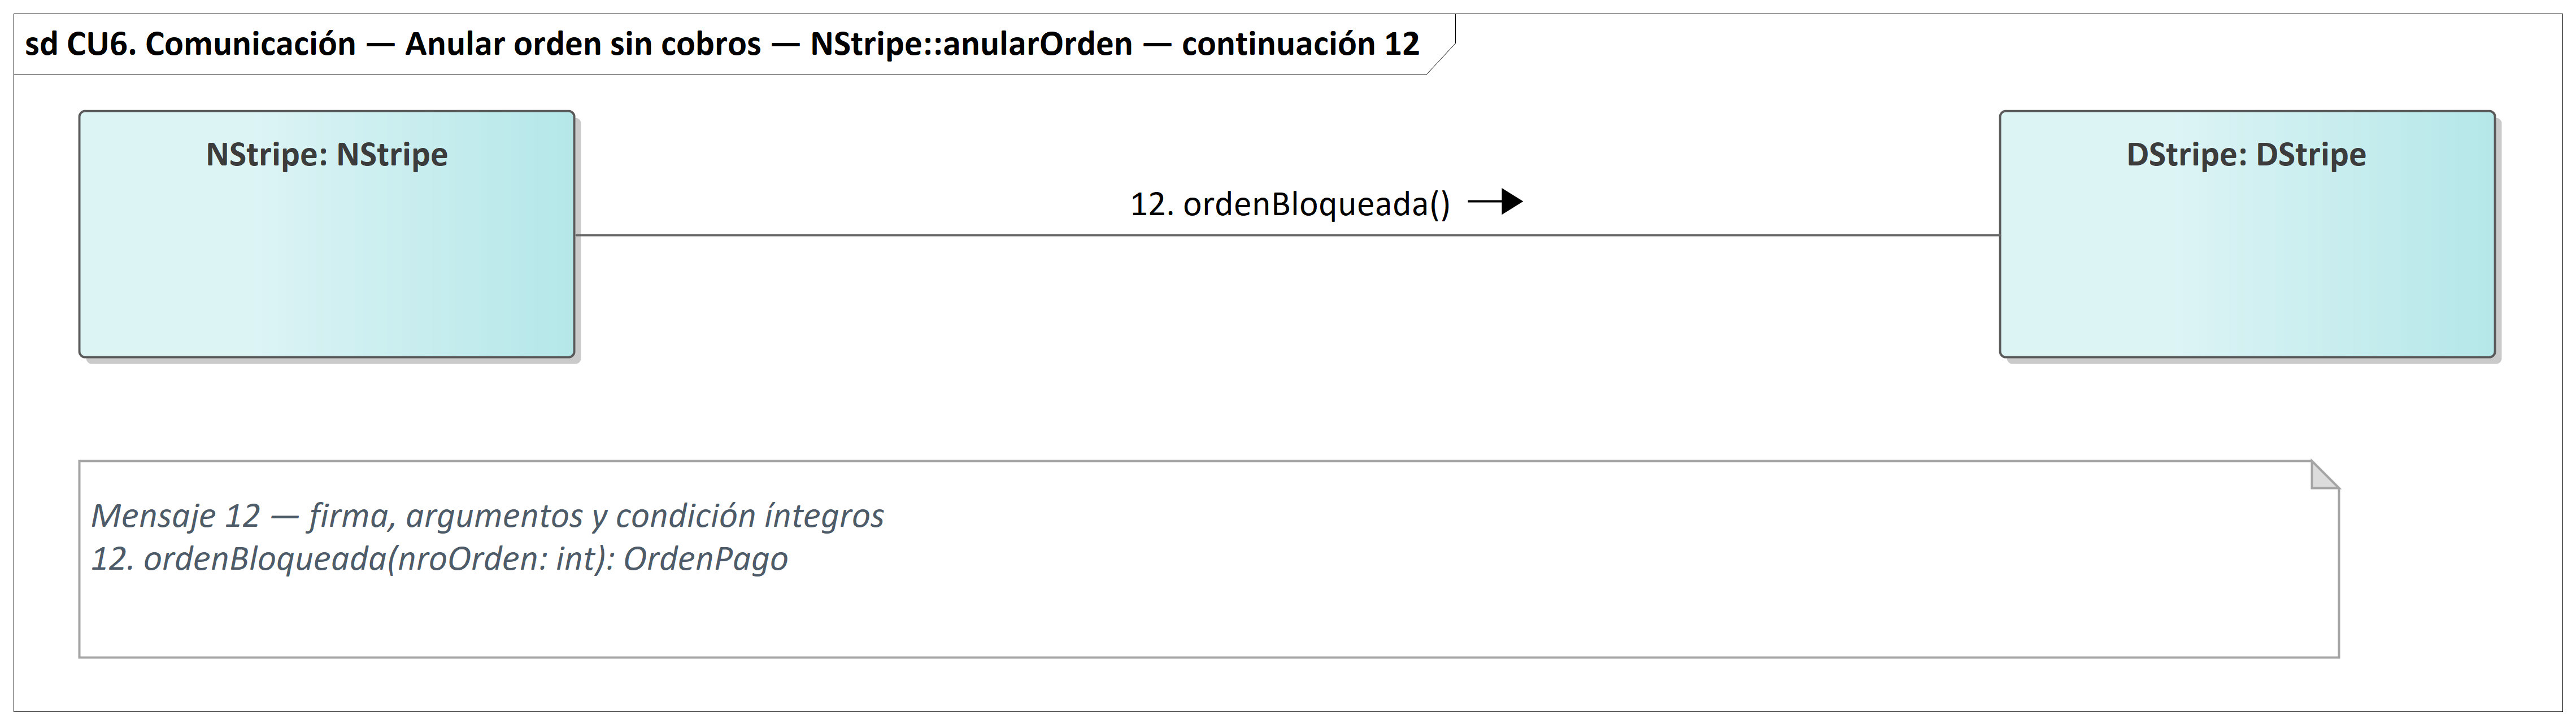 sd CU6. Comunicación — Anular orden sin cobros — NStripe::anularOrden — continuación 12
NStripe: NStripe
DStripe: DStripe
12. ordenBloqueada()
Mensaje 12 — firma, argumentos y condición íntegros
12. ordenBloqueada(nroOrden: int): OrdenPago